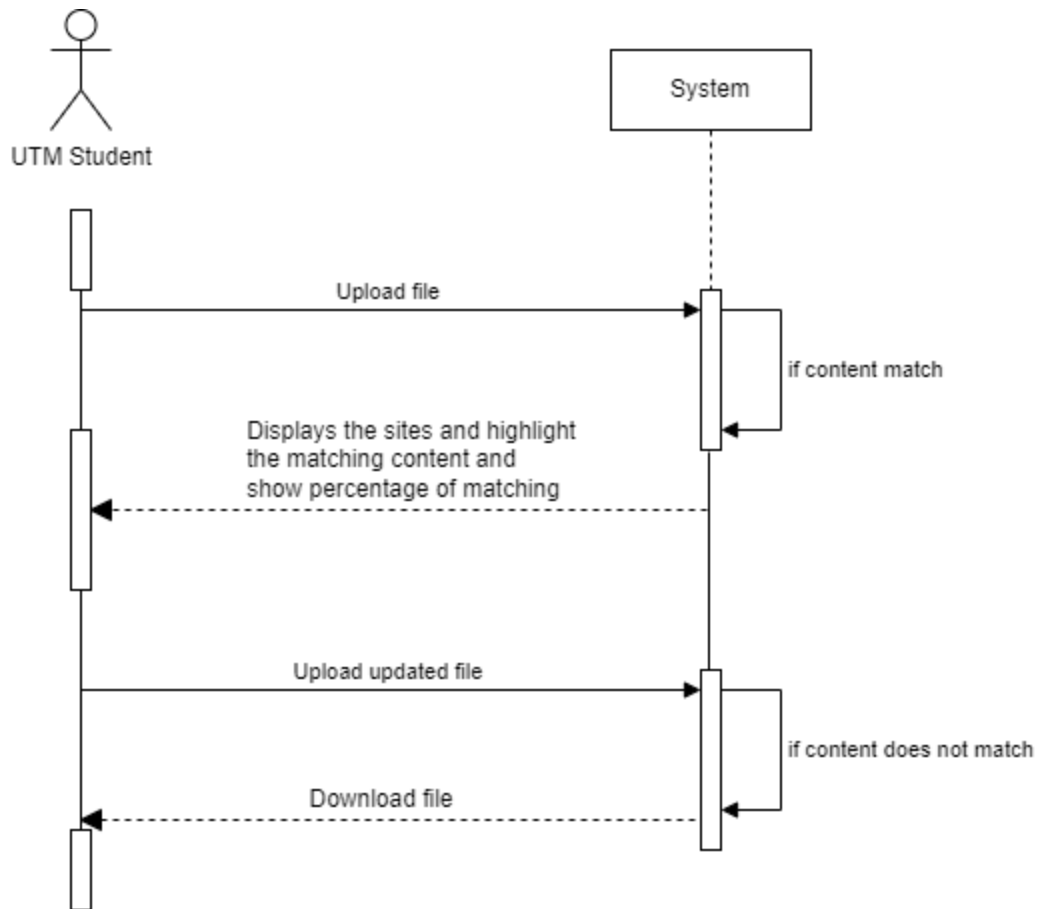 UTM Student
System
Upload file
if content match
Displays the sites and highlight
the matching content and
show percentage of matching
Upload updated file
if content does not match
Download file